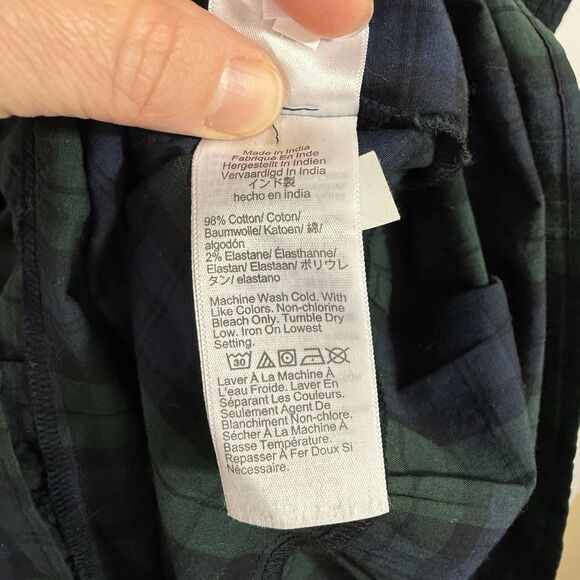 Made In India
Fabriqué En Inde
Hergestellt In Indien
Vervaardigd In India
インド製
hecho en india
98% Cotton/ Coton/
Baumwolle/ Katoen/ 綿/
algodón
2% Elastane/ Élasthanne/
Elastan/ Elastaan/ ポリウレ
タン/ elastano
Machine Wash Cold. With
Like Colors. Non-chlorine
Bleach Only. Tumble Dry
Low. Iron On Lowest
Setting.
30
Laver À La Machine À
L'eau Froide. Laver En
Séparant Les Couleurs.
Seulement Agent De
Blanchiment Non-chlore.
Sécher À La Machine À
Basse Température.
Repasser À Fer Doux Si
Nécessaire.